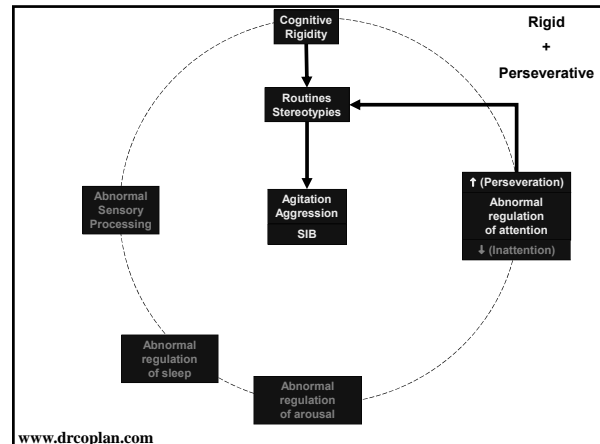 Cognitive
Rigidity
Rigid
+
Perseverative
Routines
Stereotypies
Abnormal
Sensory
Processing
Agitation
Aggression
SIB
↑ (Perseveration)
Abnormal
regulation
of attention
↓ (Inattention)
Abnormal
regulation
of sleep
Abnormal
regulation
of arousal
www.drcoplan.com